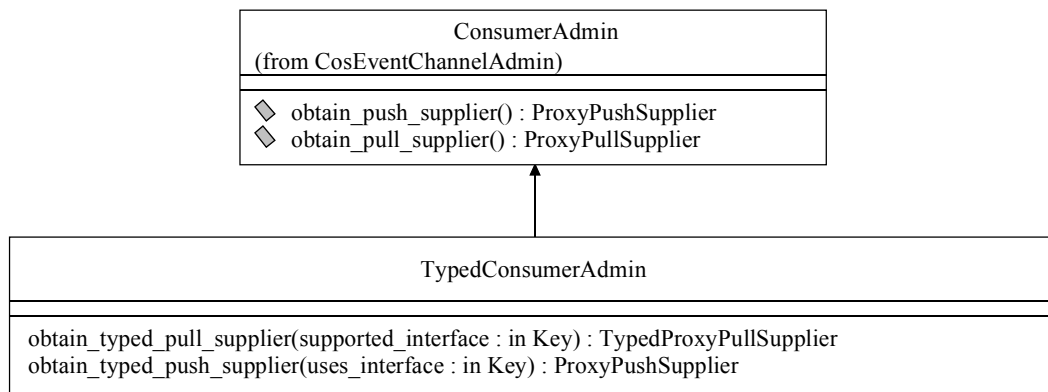 ConsumerAdmin
(from CosEventChannelAdmin)
obtain_push_supplier() : ProxyPushSupplier
obtain_pull_supplier() : ProxyPullSupplier
TypedConsumerAdmin
obtain_typed_pull_supplier(supported_interface : in Key) : TypedProxyPullSupplier
obtain_typed_push_supplier(uses_interface : in Key) : ProxyPushSupplier